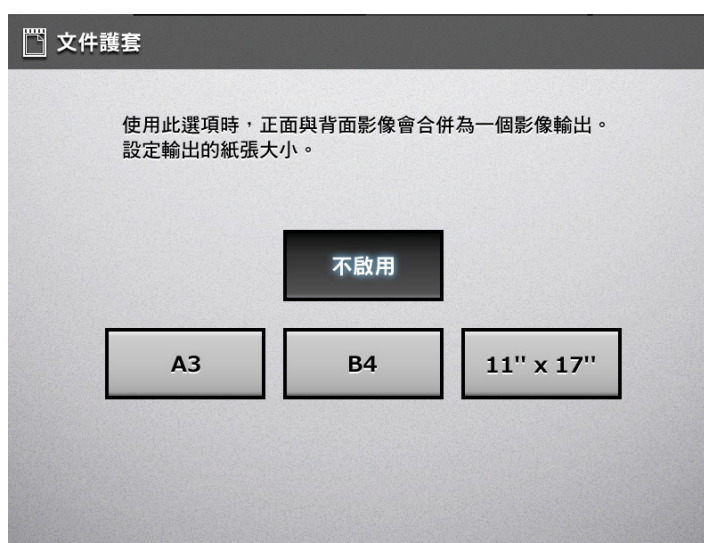 文件護套
使用此選項時，正面與背面影像會合併為一個影像輸出。
設定輸出的紙張大小。
不啟用
A3
B4
11'' x 17''